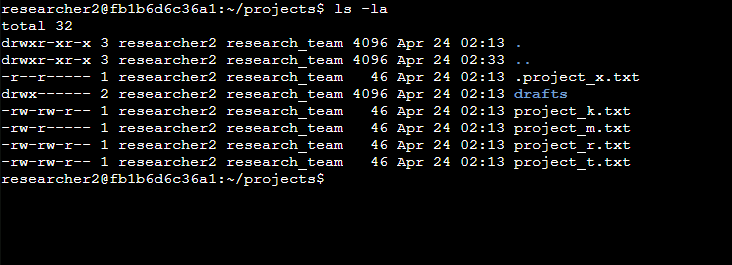 researcher2@fb1b6d6c36a1:~/projects$ ls -la
total 32
drwxr-xr-x 3 researcher2 research_team 4096 Apr 24 02:13 .
drwxr-xr-x 3 researcher2 research_team 4096 Apr 24 02:33 ..
-r--r----- 1 researcher2 research_team   46 Apr 24 02:13 .project_x.txt
drwx------ 2 researcher2 research_team 4096 Apr 24 02:13 drafts
-rw-rw-r-- 1 researcher2 research_team   46 Apr 24 02:13 project_k.txt
-rw-r----- 1 researcher2 research_team   46 Apr 24 02:13 project_m.txt
-rw-rw-r-- 1 researcher2 research_team   46 Apr 24 02:13 project_r.txt
-rw-rw-r-- 1 researcher2 research_team   46 Apr 24 02:13 project_t.txt
researcher2@fb1b6d6c36a1:~/projects$